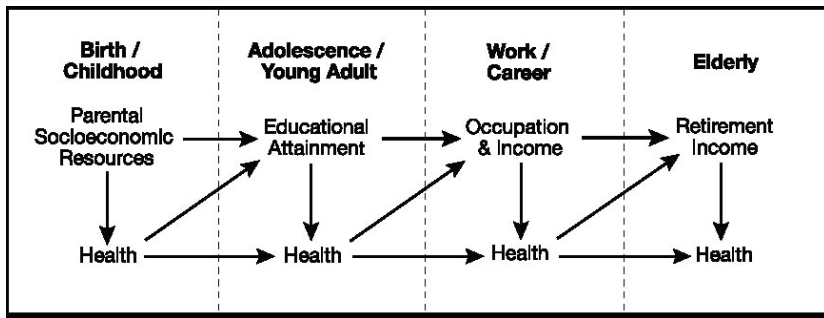 Birth /
Childhood
Adolescence /
Young Adult
Work /
Career
Elderly
Parental
Socioeconomic
Resources
Educational
Attainment
Occupation
& Income
Retirement
Income
Health
Health
Health
Health